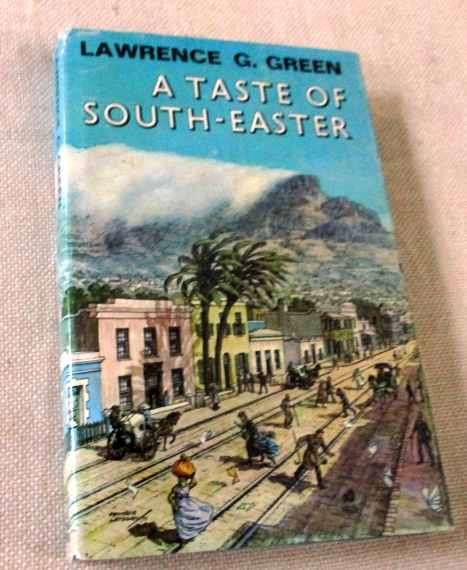 LAWRENCE G. GREEN
A TASTE OF
SOUTH-EASTER